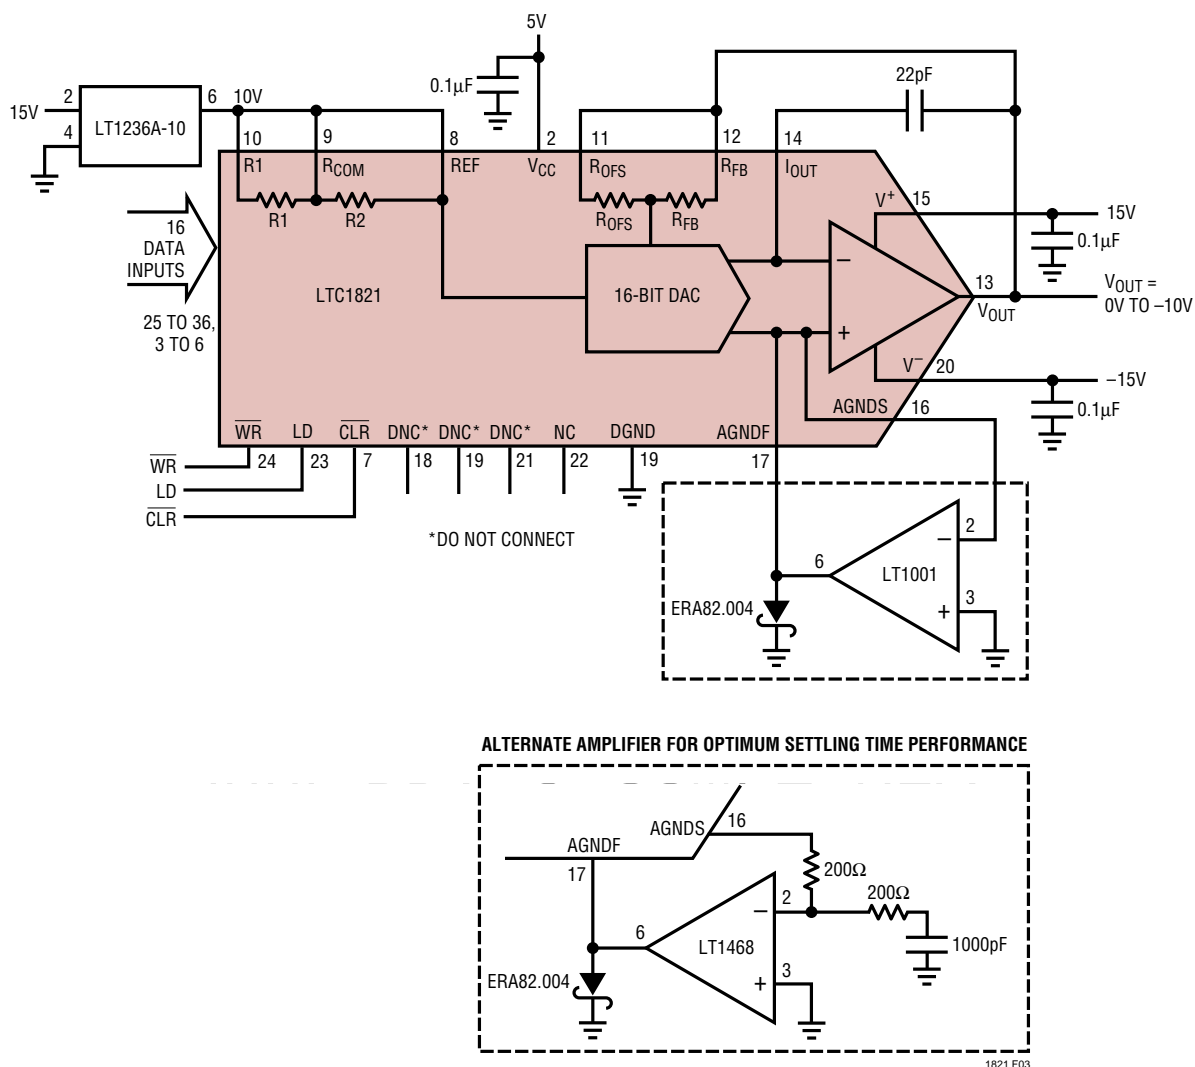 5V
0.1µF
22pF
15V
2
4
LT1236A-10
6
10V
10
9
8
2
11
12
14
R1
RCOM
REF
VCC
ROFS
RFB
IOUT
V+
15
15V
0.1µF
R1
R2
ROFS
RFB
16
DATA
INPUTS
25 TO 36,
3 TO 6
LTC1821
16-BIT DAC
–
+
13
VOUT
VOUT =
0V TO –10V
V–
20
–15V
0.1µF
AGNDS
16
WR
LD
CLR
DNC*
DNC*
DNC*
NC
DGND
AGNDF
24
23
7
18
19
21
22
19
17
WR
LD
CLR
*DO NOT CONNECT
6
LT1001
2
–
3
+
ERA82.004
ALTERNATE AMPLIFIER FOR OPTIMUM SETTLING TIME PERFORMANCE
AGNDS
16
AGNDF
17
200Ω
200Ω
2
–
6
LT1468
1000pF
3
+
ERA82.004
1821 F03